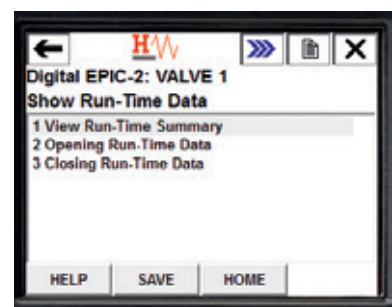 H
Digital EPIC-2: VALVE 1
Show Run-Time Data
1 View Run-Time Summary
2 Opening Run-Time Data
3 Closing Run-Time Data
HELP SAVE HOME